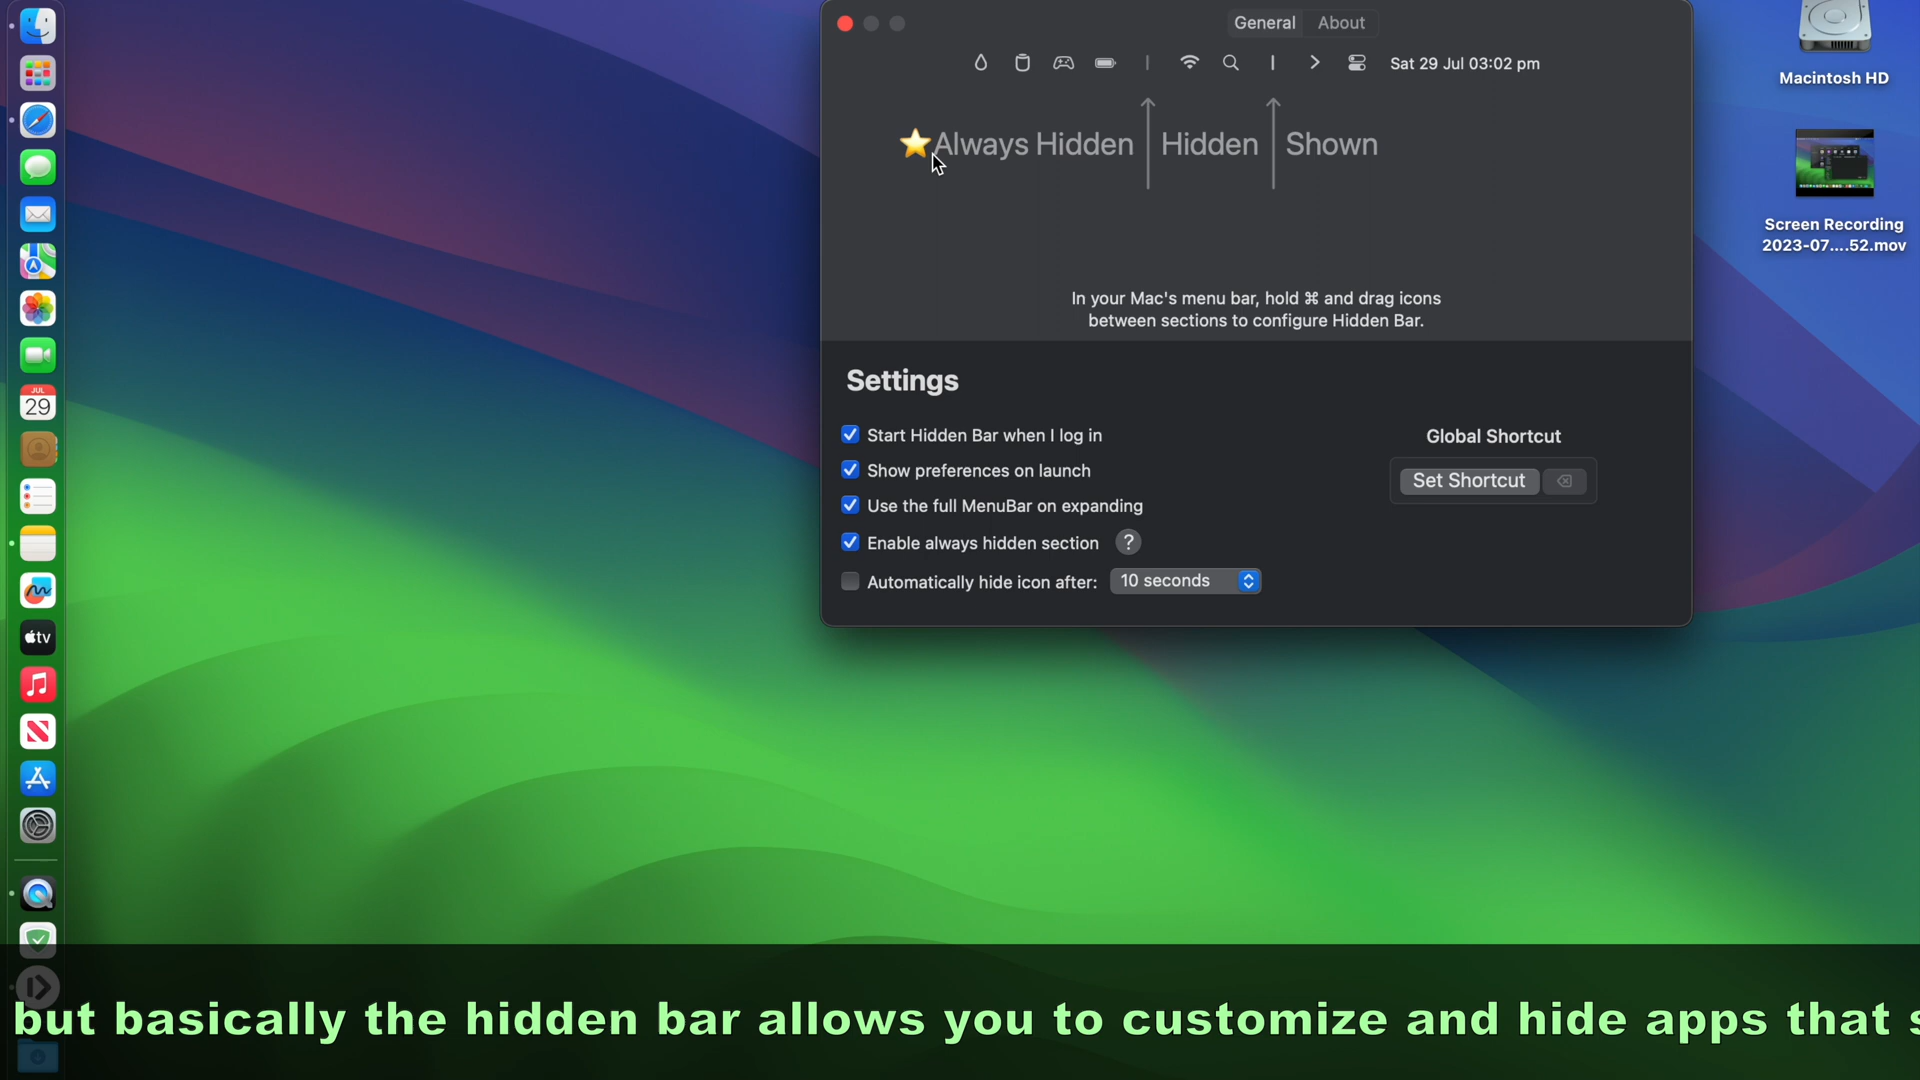 General About
Sat 29 Jul 03:02 pm
Always Hidden Hidden Shown
In your Mac's menu bar, hold ⌘ and drag icons
between sections to configure Hidden Bar.
Settings
Start Hidden Bar when I log in
Show preferences on launch
Use the full MenuBar on expanding
Enable always hidden section ?
Automatically hide icon after: 10 seconds
Global Shortcut
Set Shortcut
Macintosh HD
Screen Recording
2023-07....52.mov
JUL
29
tv
but basically the hidden bar allows you to customize and hide apps that s